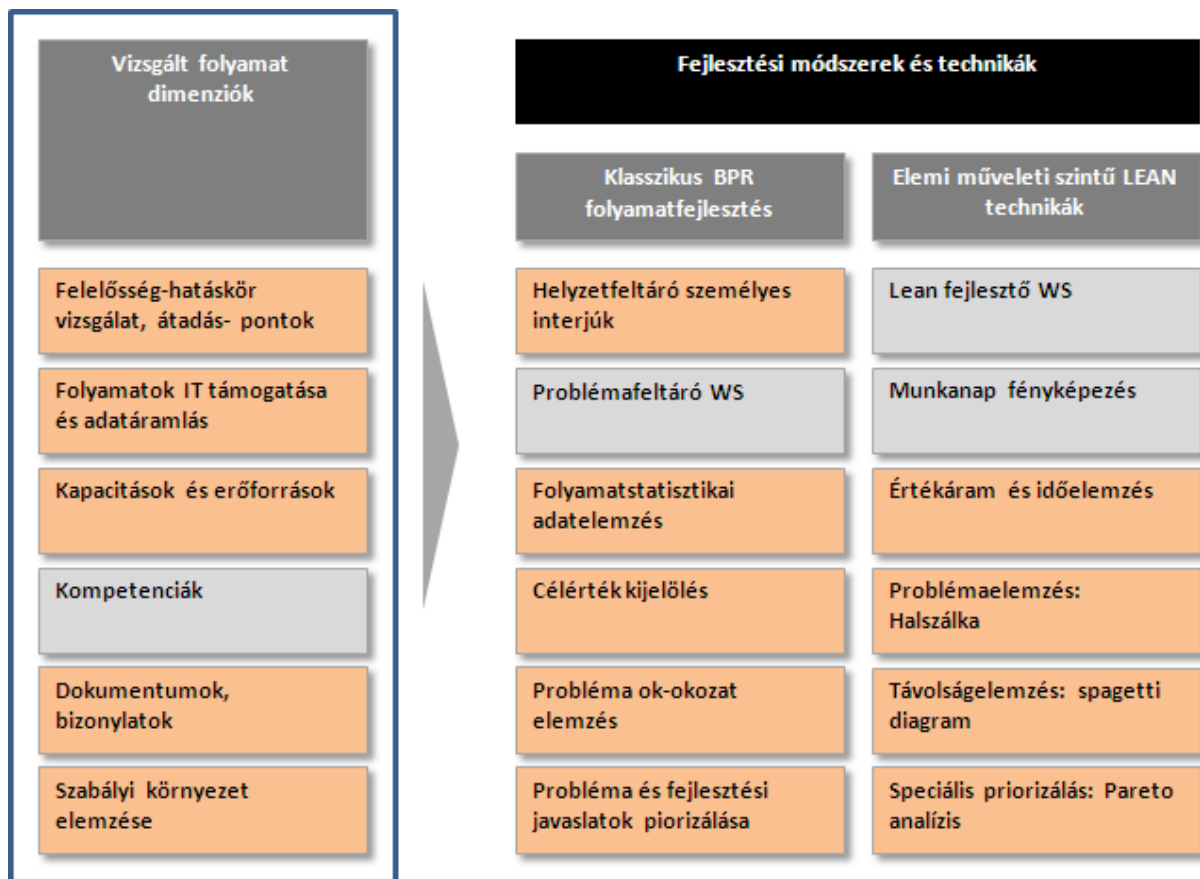 Vizsgált folyamat
dimenziók
Felelősség-hatáskör
vizsgálat, átadás- pontok
Folyamatok IT támogatása
és adatáramlás
Kapacitások és erőforrások
Kompetenciák
Dokumentumok,
bizonylatok
Szabályi környezet
elemzése
Fejlesztési módszerek és technikák
Klasszikus BPR
folyamatfejlesztés
Helyzetfeltáró személyes
interjúk
Problémafeltáró WS
Folyamatstatisztikai
adatelemzés
Célérték kijelölés
Probléma ok-okozat
elemzés
Probléma és fejlesztési
javaslatok piorizálása
Elemi műveleti szintű LEAN
technikák
Lean fejlesztő WS
Munkanap fényképezés
Értékáram és időelemzés
Problémaelemzés:
Halszálka
Távolságelemzés: spagetti
diagram
Speciális priorizálás: Pareto
analízis